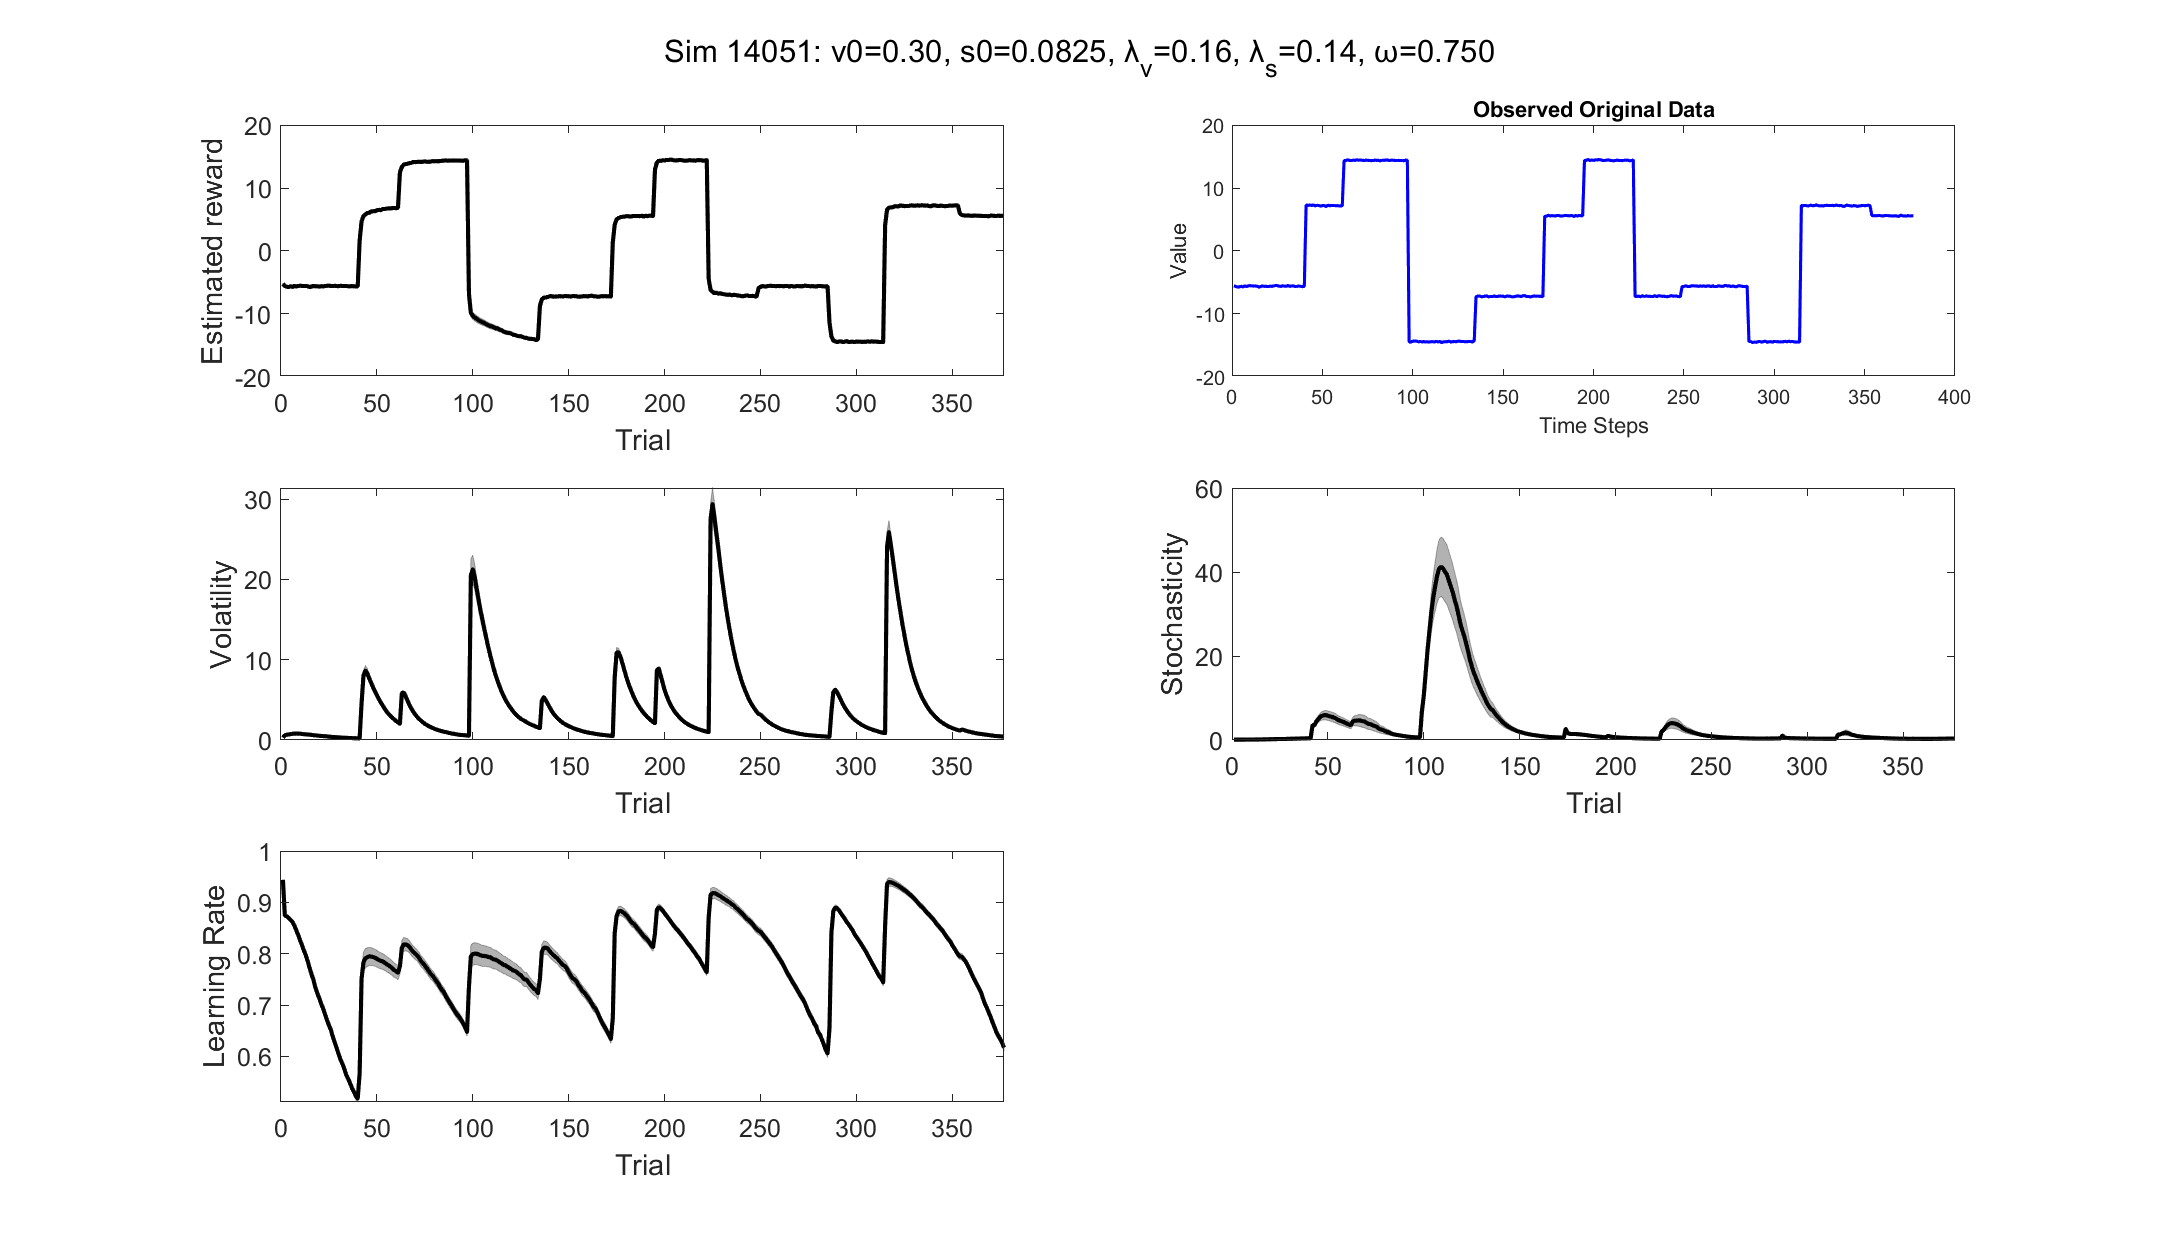 Sim 14051: v0=0.30, s0=0.0825, λv=0.16, λs=0.14, ω=0.750
Estimated reward
20
10
0
-10
-20
0 50 100 150 200 250 300 350
Trial
Observed Original Data
Value
20
10
0
-10
-20
0 50 100 150 200 250 300 350 400
Time Steps
Volatility
30
20
10
0
0 50 100 150 200 250 300 350
Trial
Stochasticity
60
40
20
0
0 50 100 150 200 250 300 350
Trial
Learning Rate
1
0.9
0.8
0.7
0.6
0 50 100 150 200 250 300 350
Trial